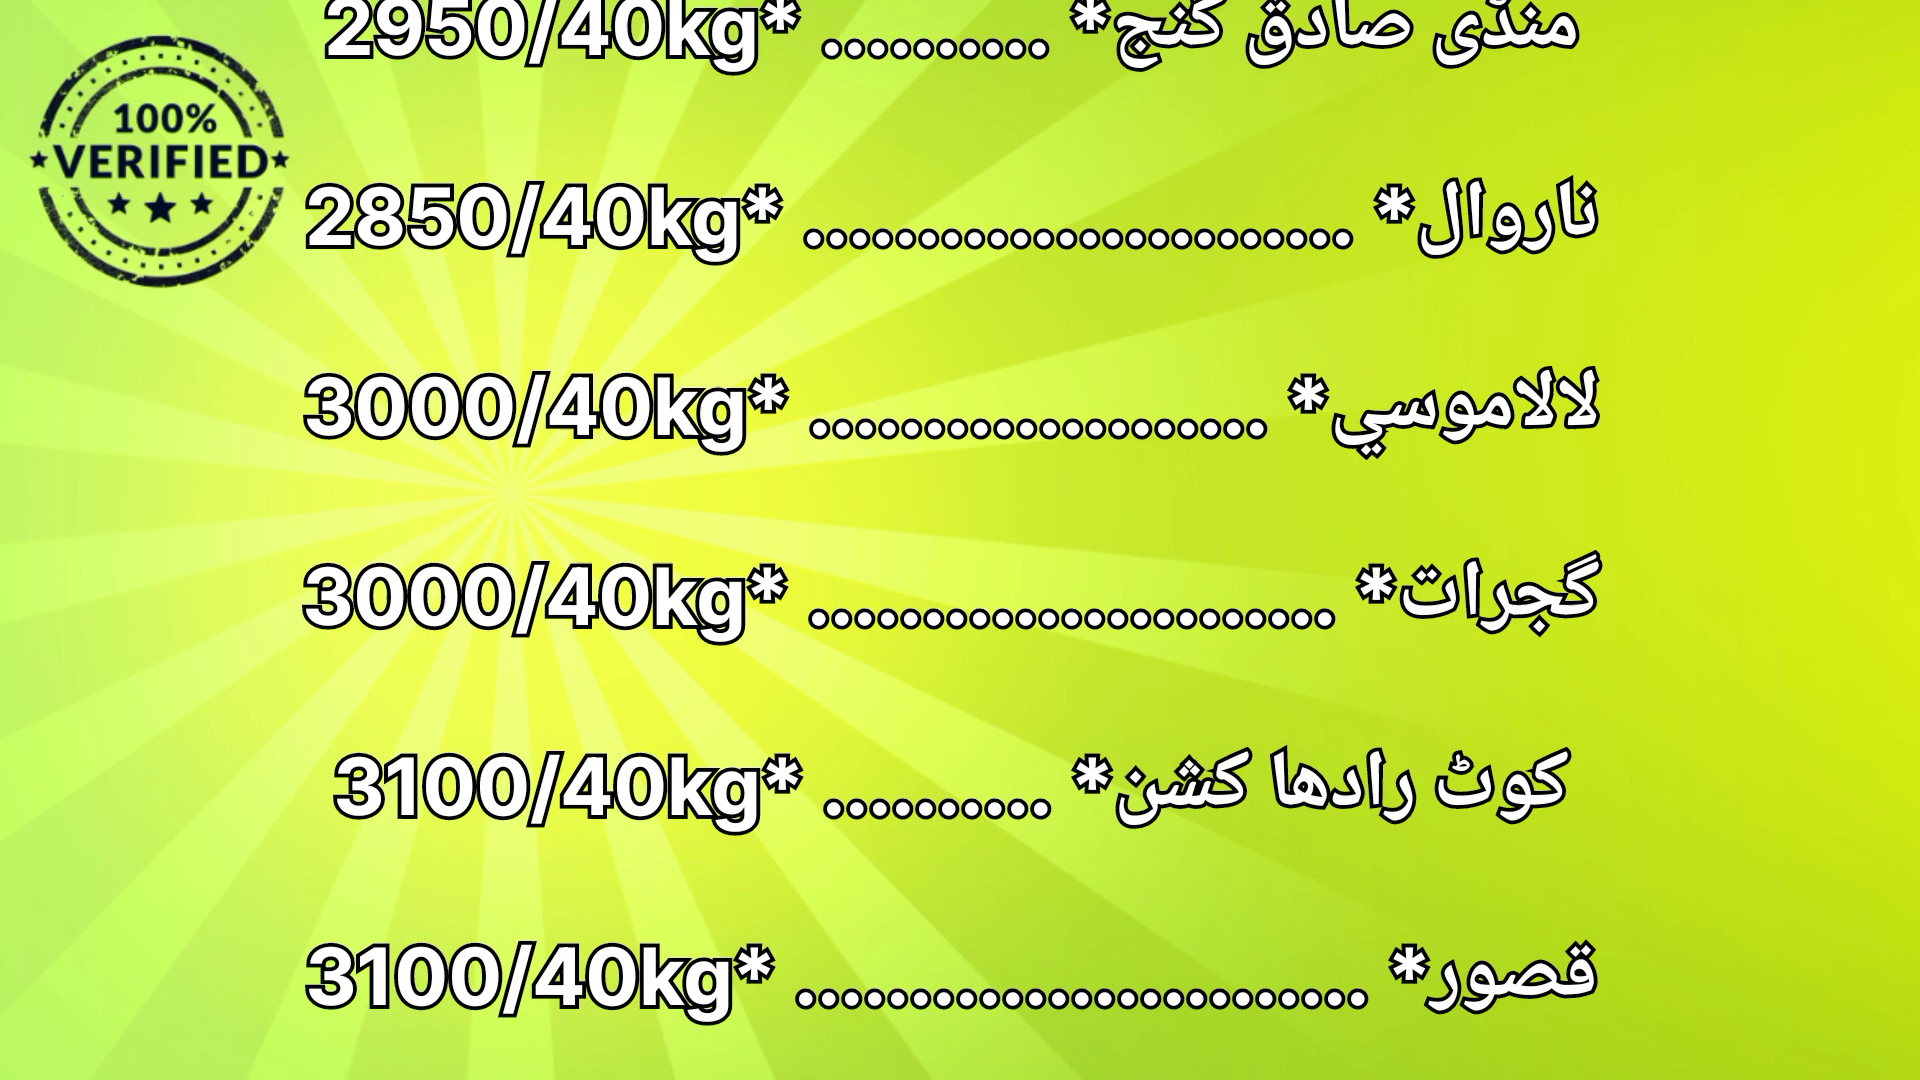 منڈی صادق گنج* .......... *2950/40kg
100%
VERIFIED
ناروال* ........................ *2850/40kg
لالاموسي* .................... *3000/40kg
گجرات* ....................... *3000/40kg
کوٹ رادھا کشن* .......... *3100/40kg
قصور* ......................... *3100/40kg